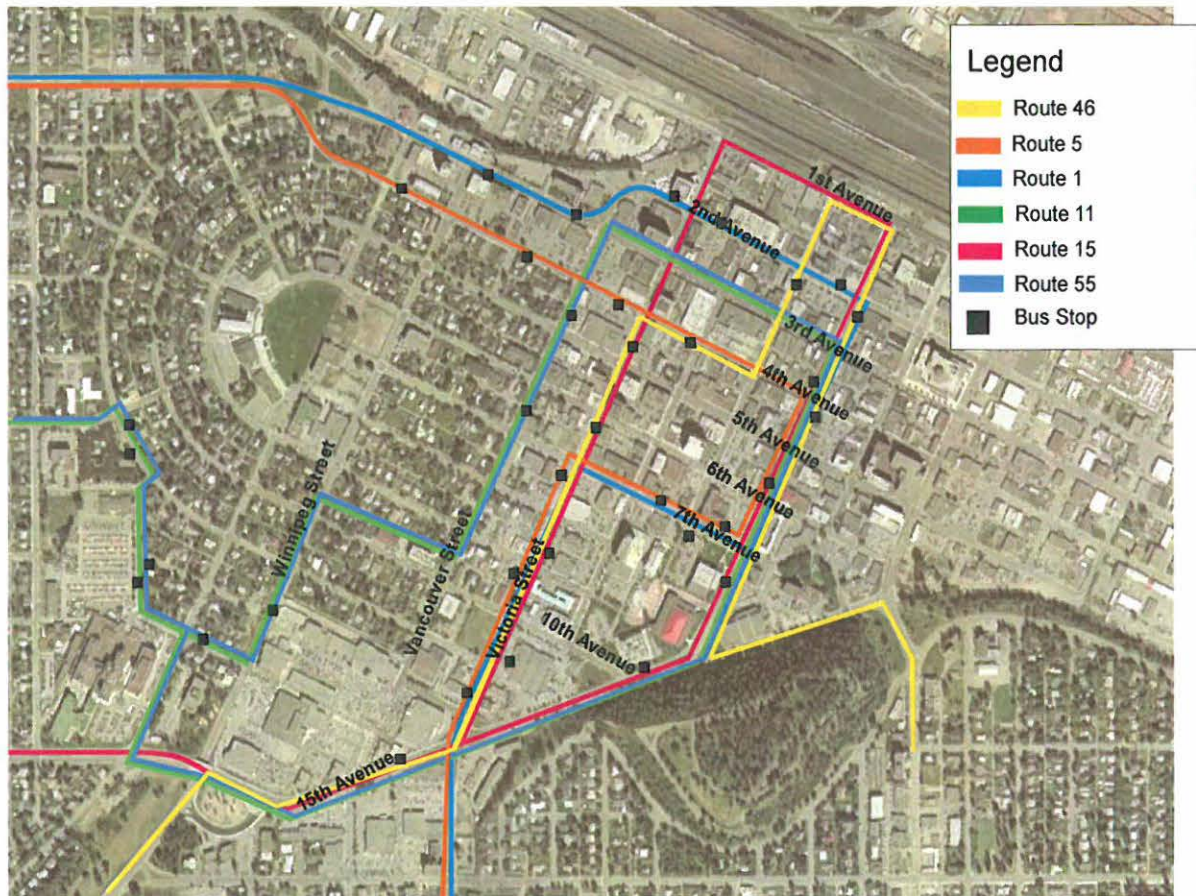 Legend
Route 46
Route 5
Route 1
Route 11
Route 15
Route 55
Bus Stop
1st Avenue
2nd Avenue
3rd Avenue
4th Avenue
5th Avenue
6th Avenue
7th Avenue
10th Avenue
15th Avenue
Winnipeg Street
Vancouver Street
Victoria Street